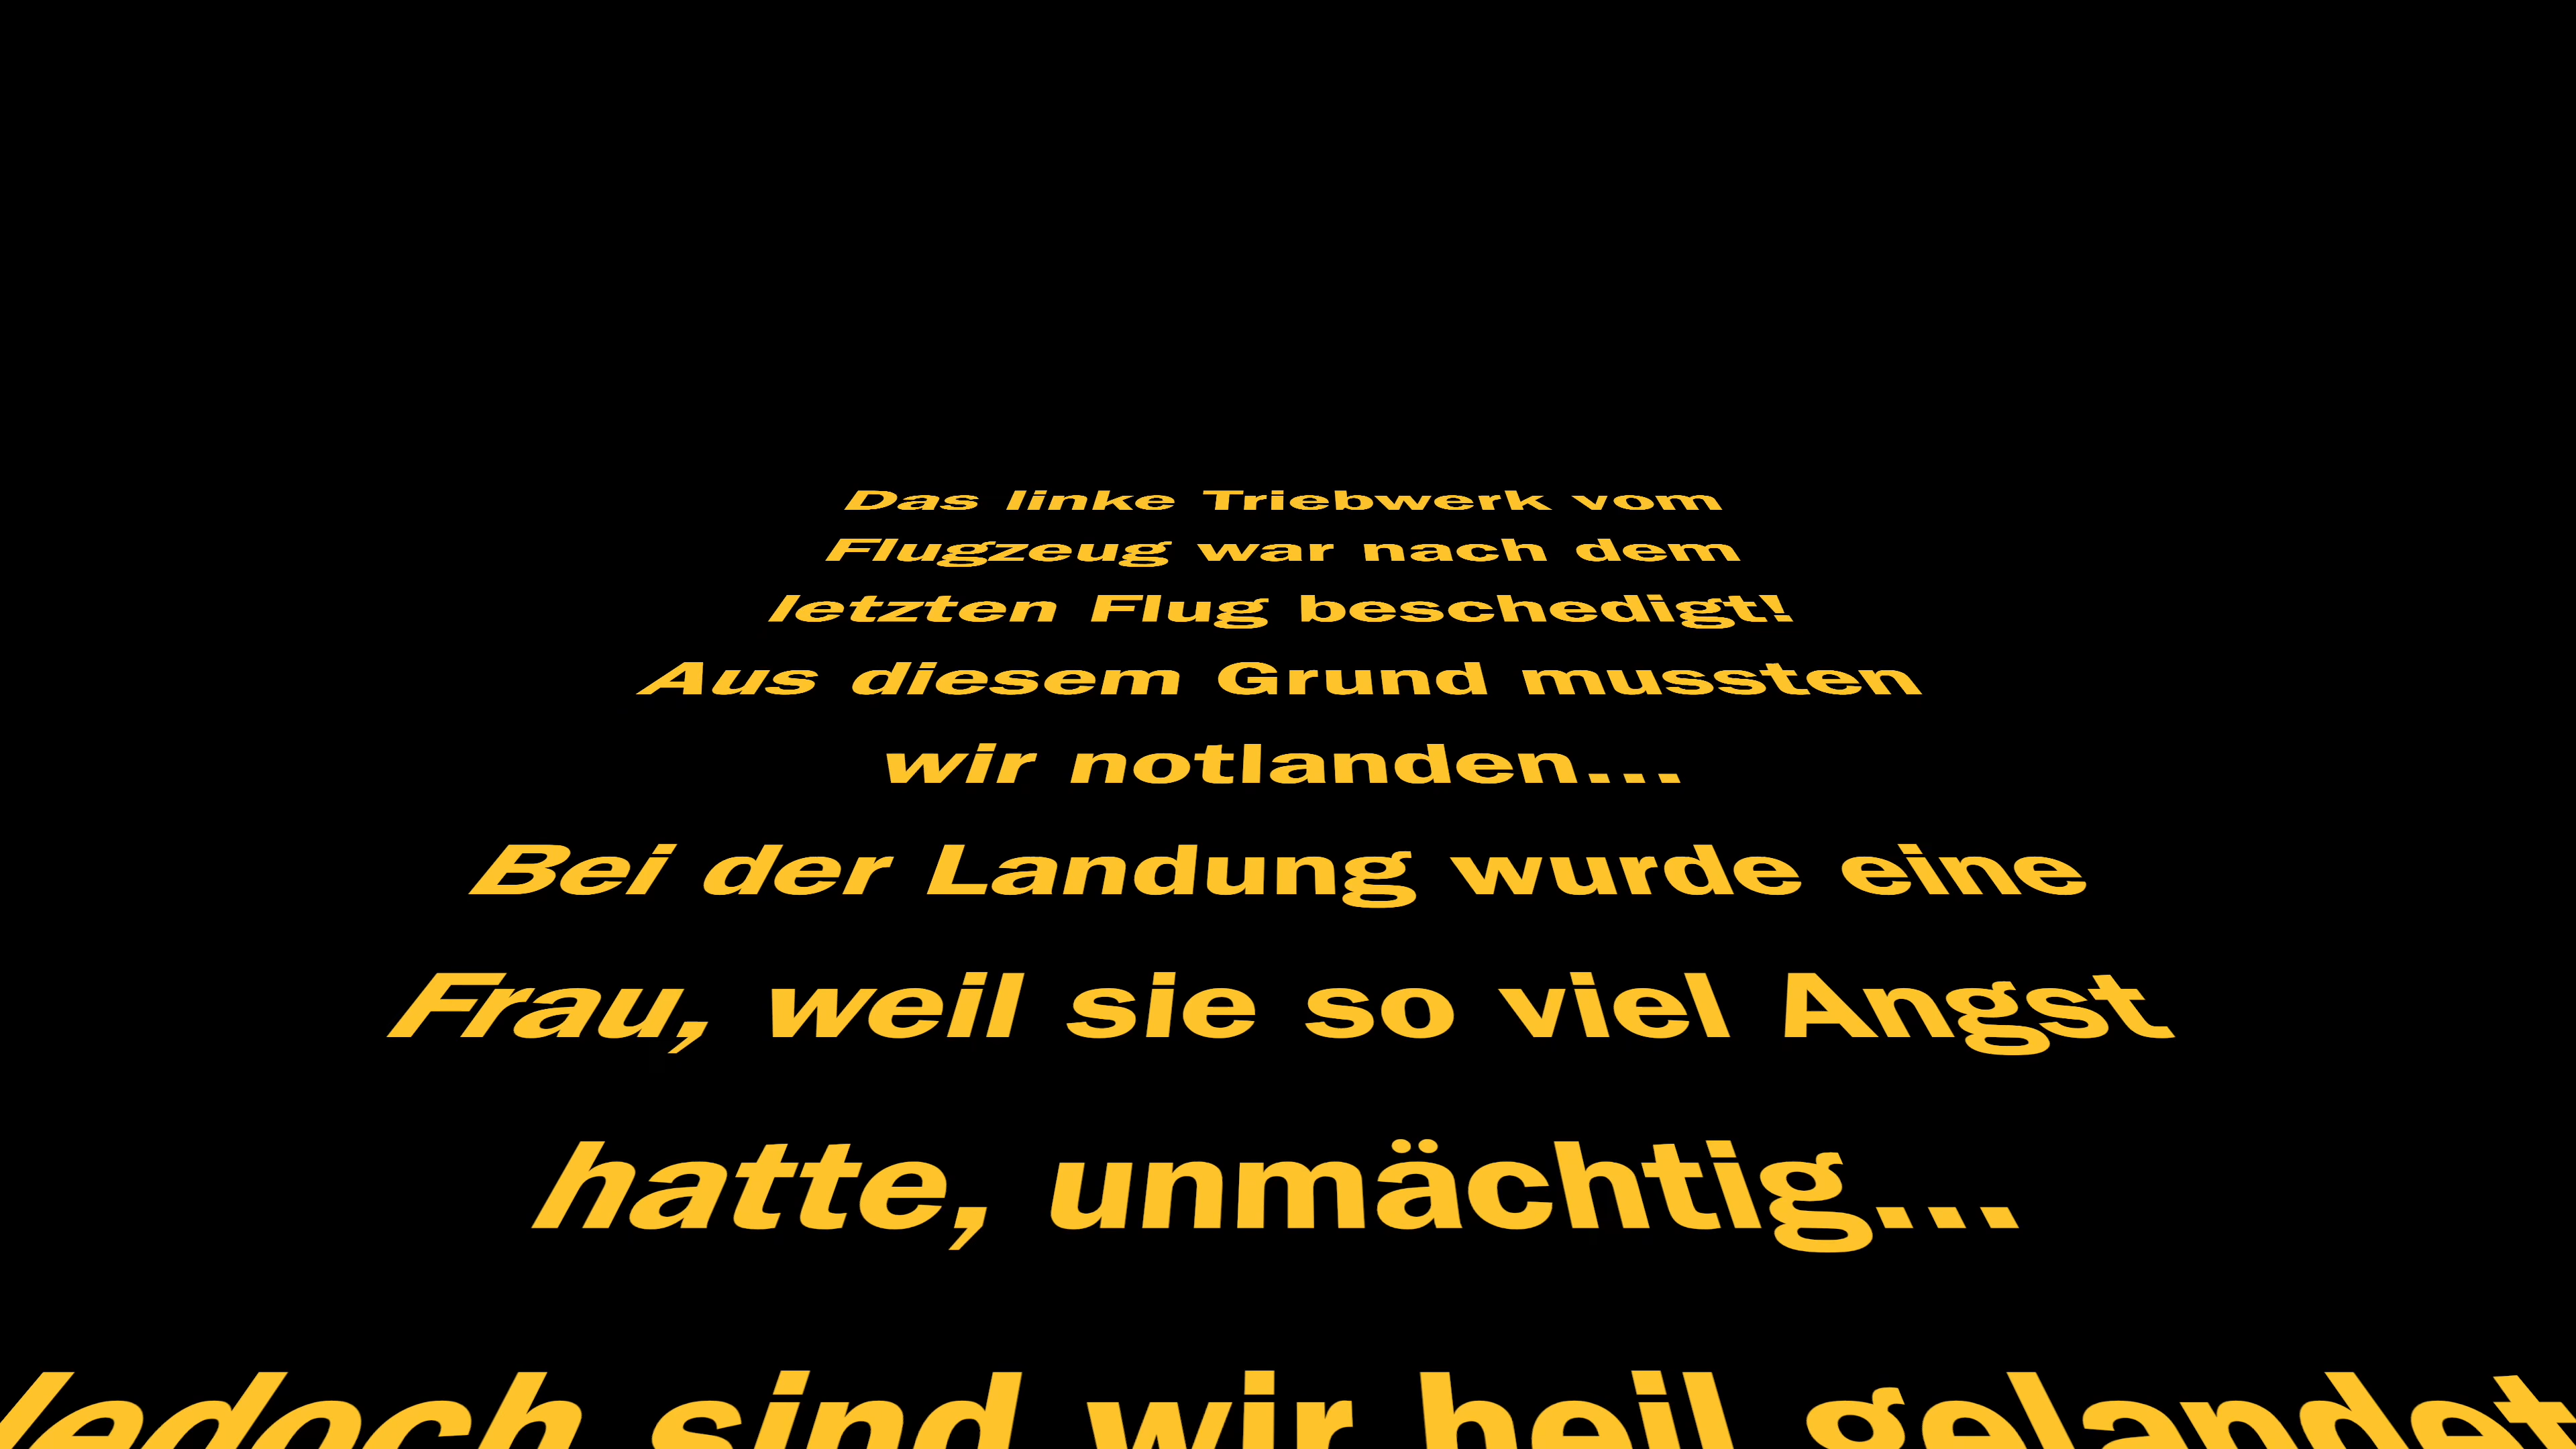 Das linke Triebwerk vom
Flugzeug war nach dem
letzten Flug beschedigt!
Aus diesem Grund mussten
wir notlanden...
Bei der Landung wurde eine
Frau, weil sie so viel Angst
hatte, unmächtig...
Jedoch sind wir heil gelandet